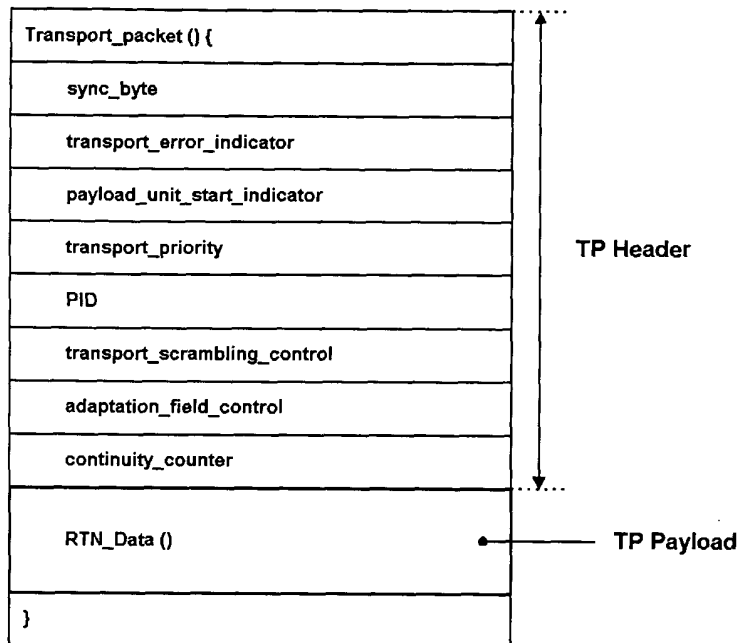 Transport_packet () {
sync_byte
transport_error_indicator
payload_unit_start_indicator
transport_priority
TP Header
PID
transport_scrambling_control
adaptation_field_control
continuity_counter
RTN_Data ()
TP Payload
}